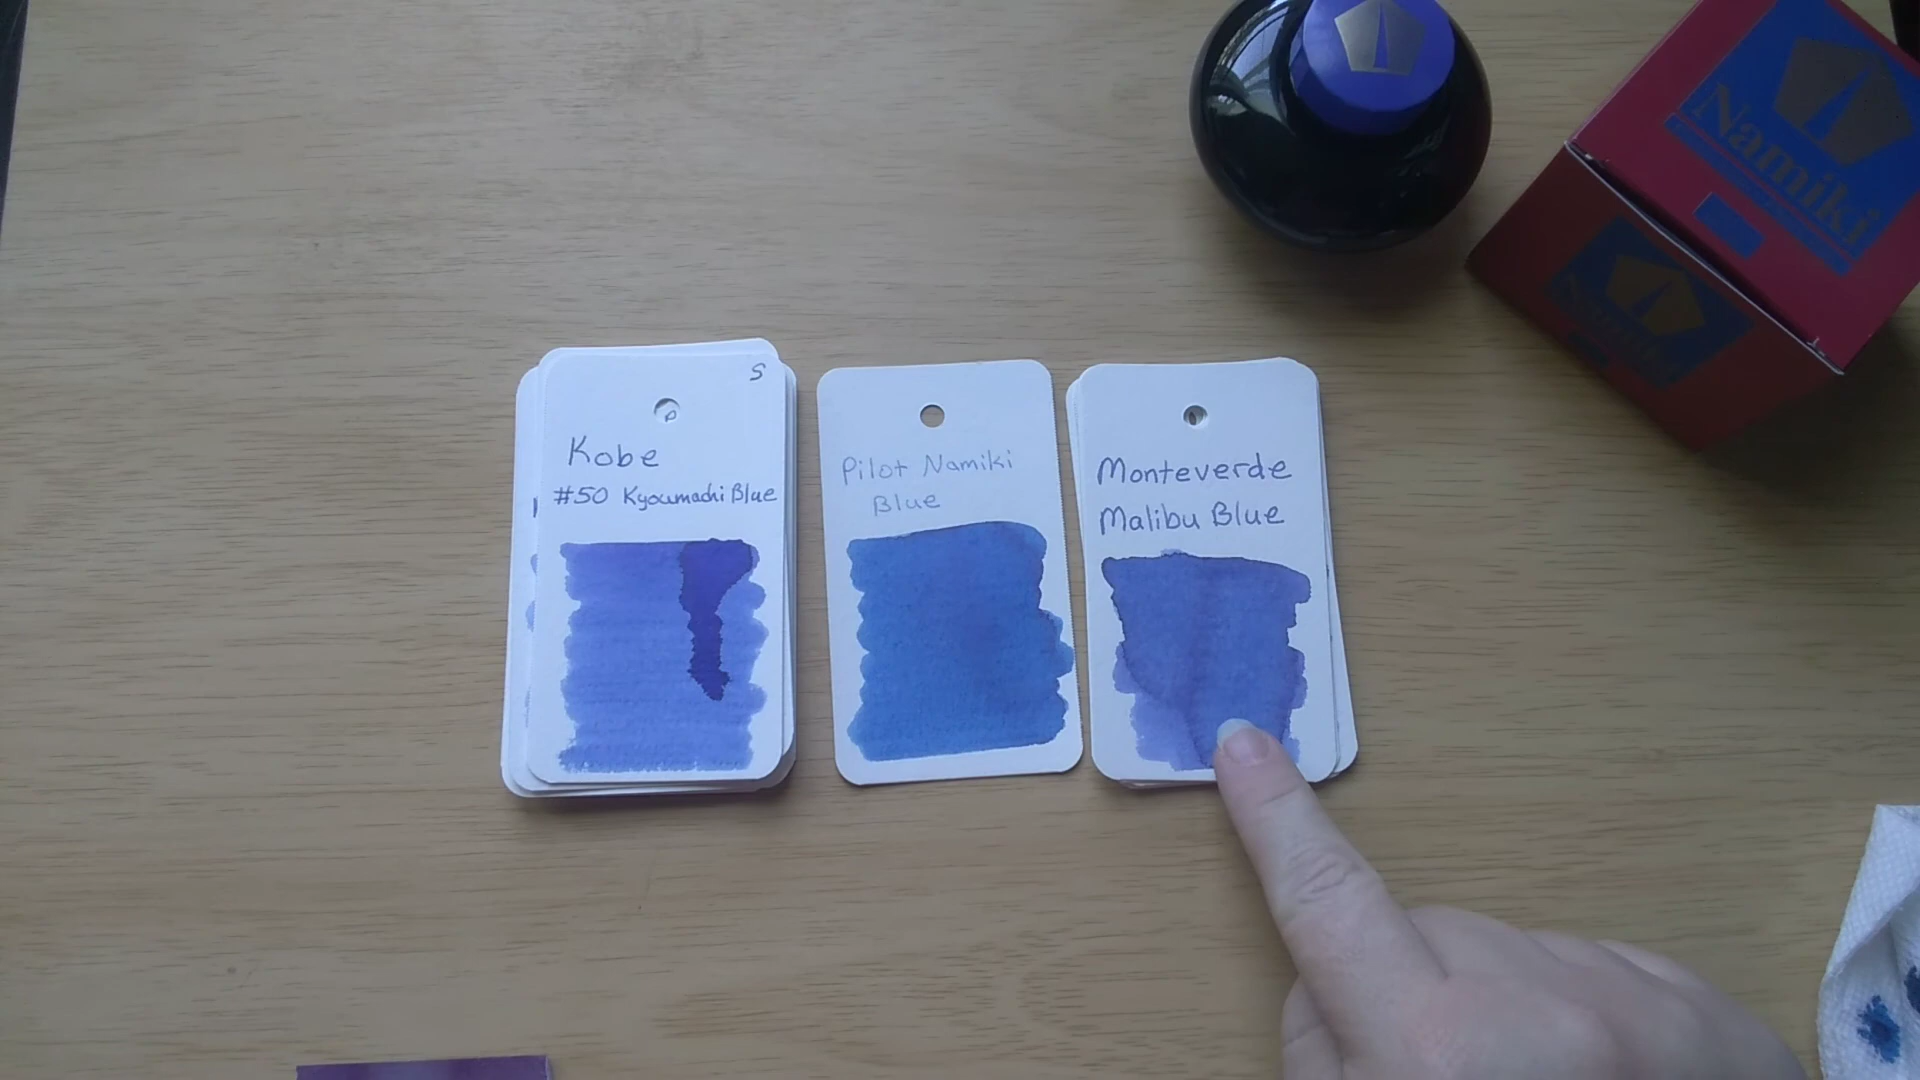 S
Kobe
#50 Kyoumachi Blue
Pilot Namiki
Blue
Monteverde
Malibu Blue
Namiki